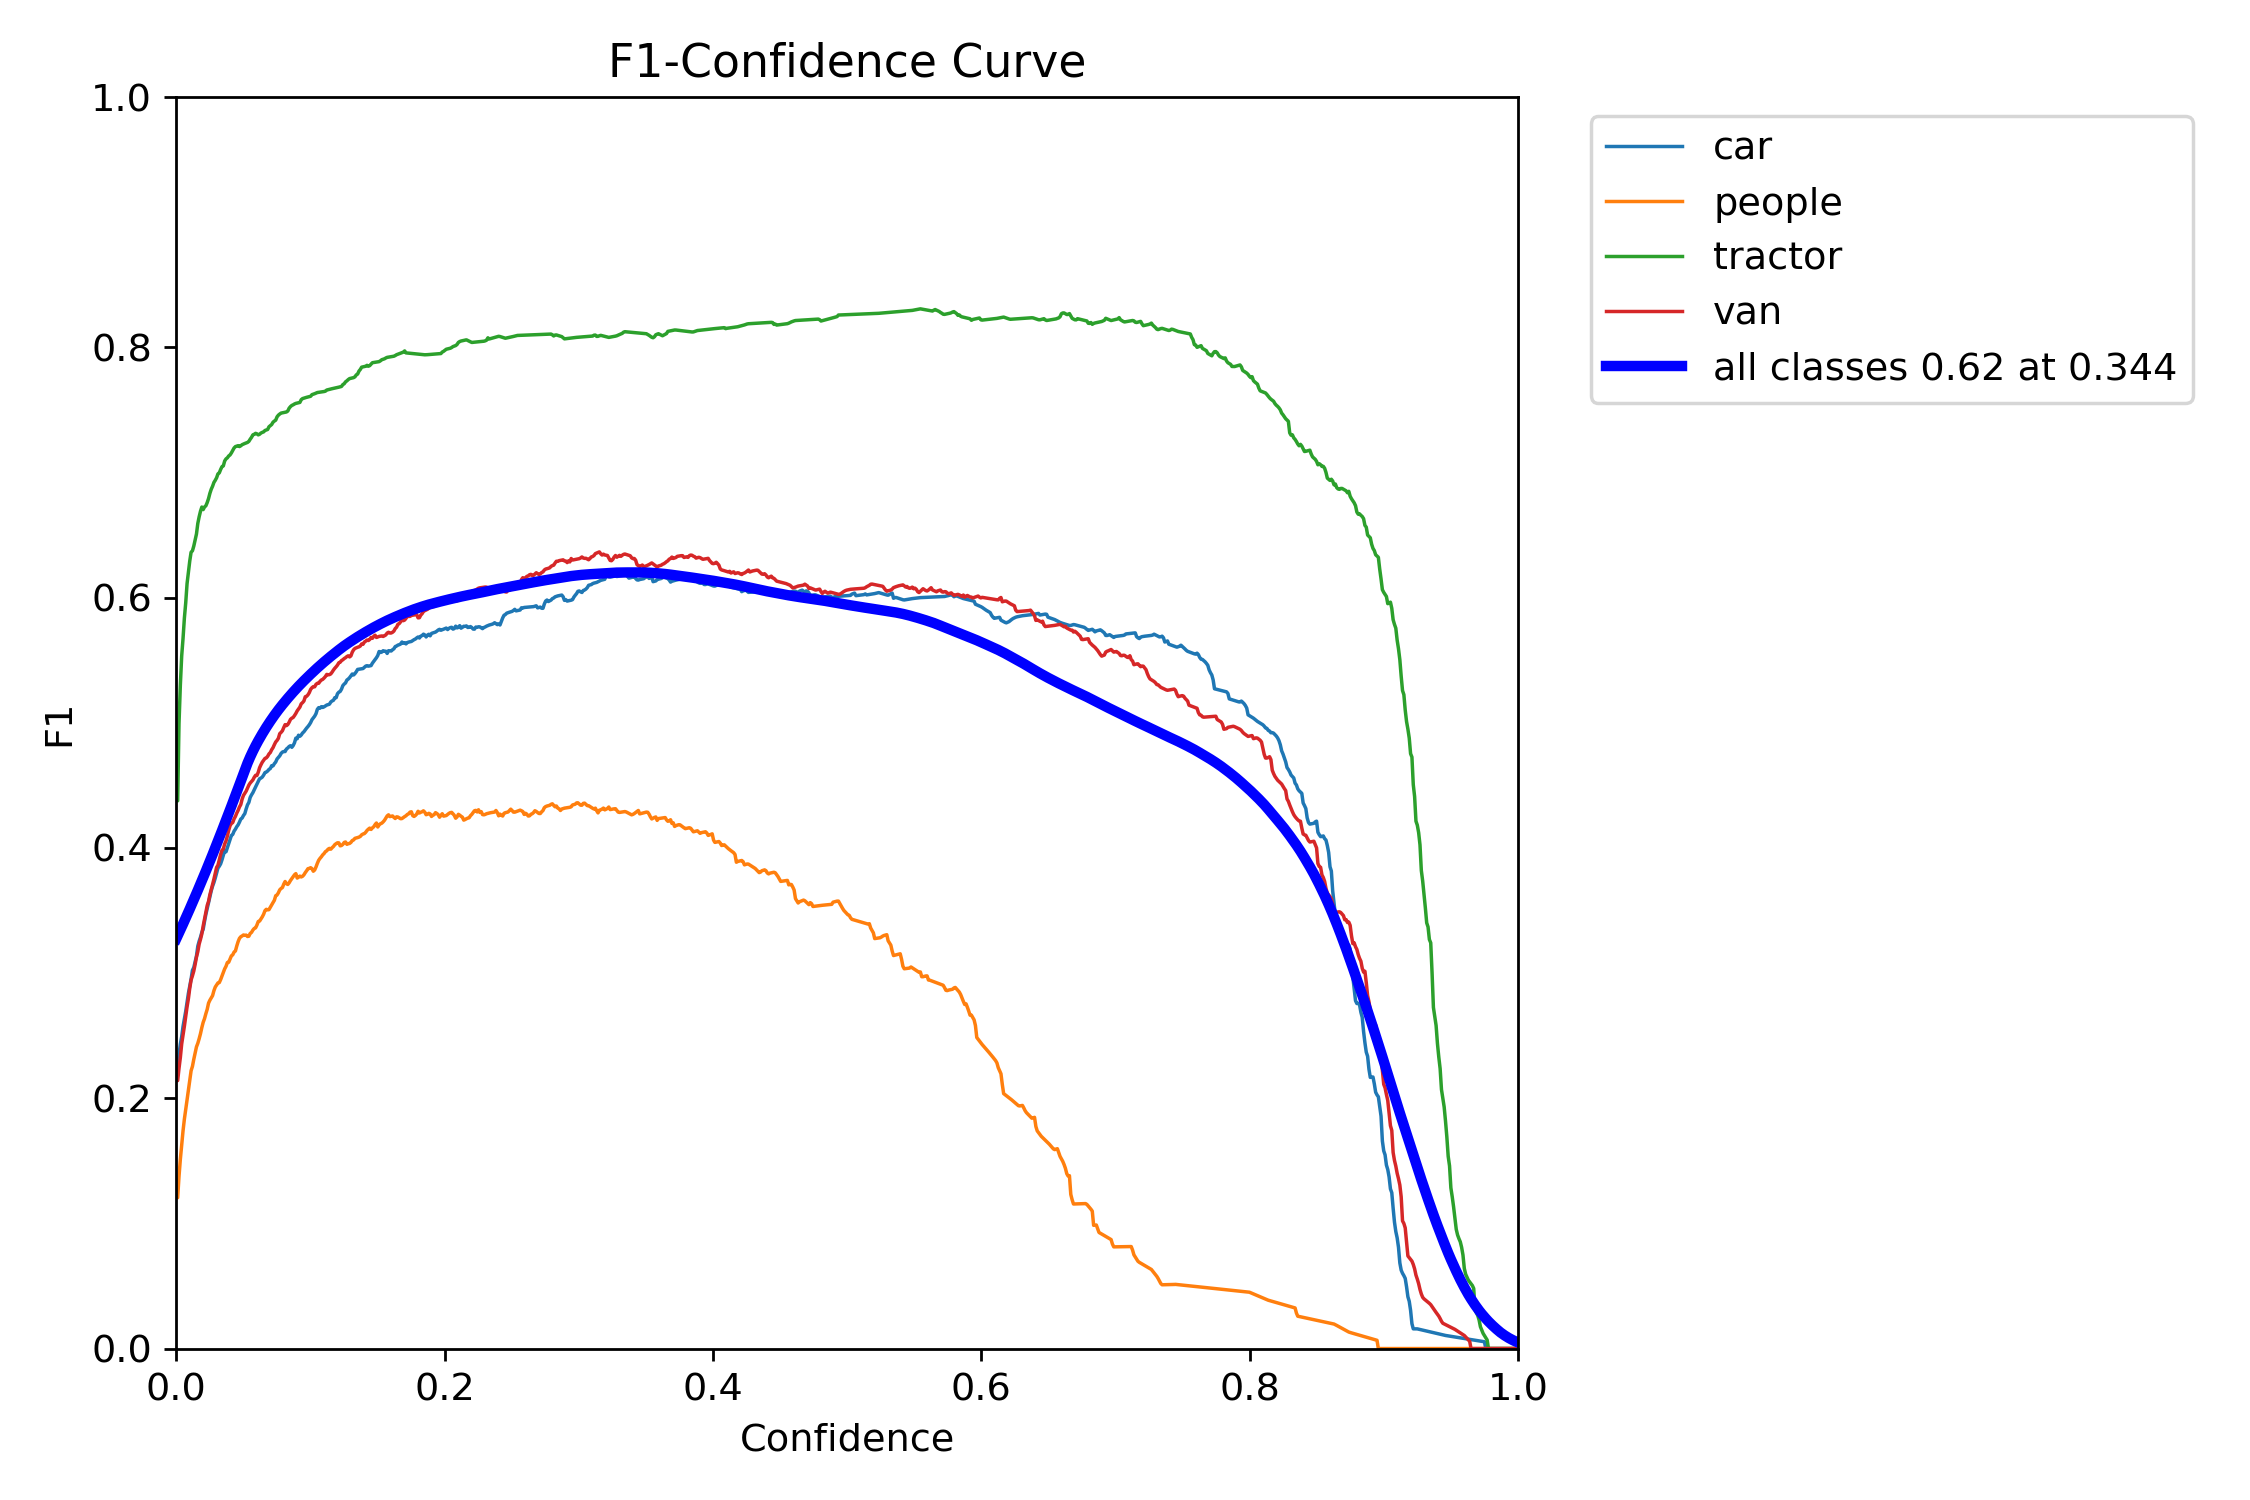 F1-Confidence Curve
1.0
0.8
0.6
0.4
0.2
0.0
F1
0.0 0.2 0.4 0.6 0.8 1.0
Confidence
car
people
tractor
van
all classes 0.62 at 0.344